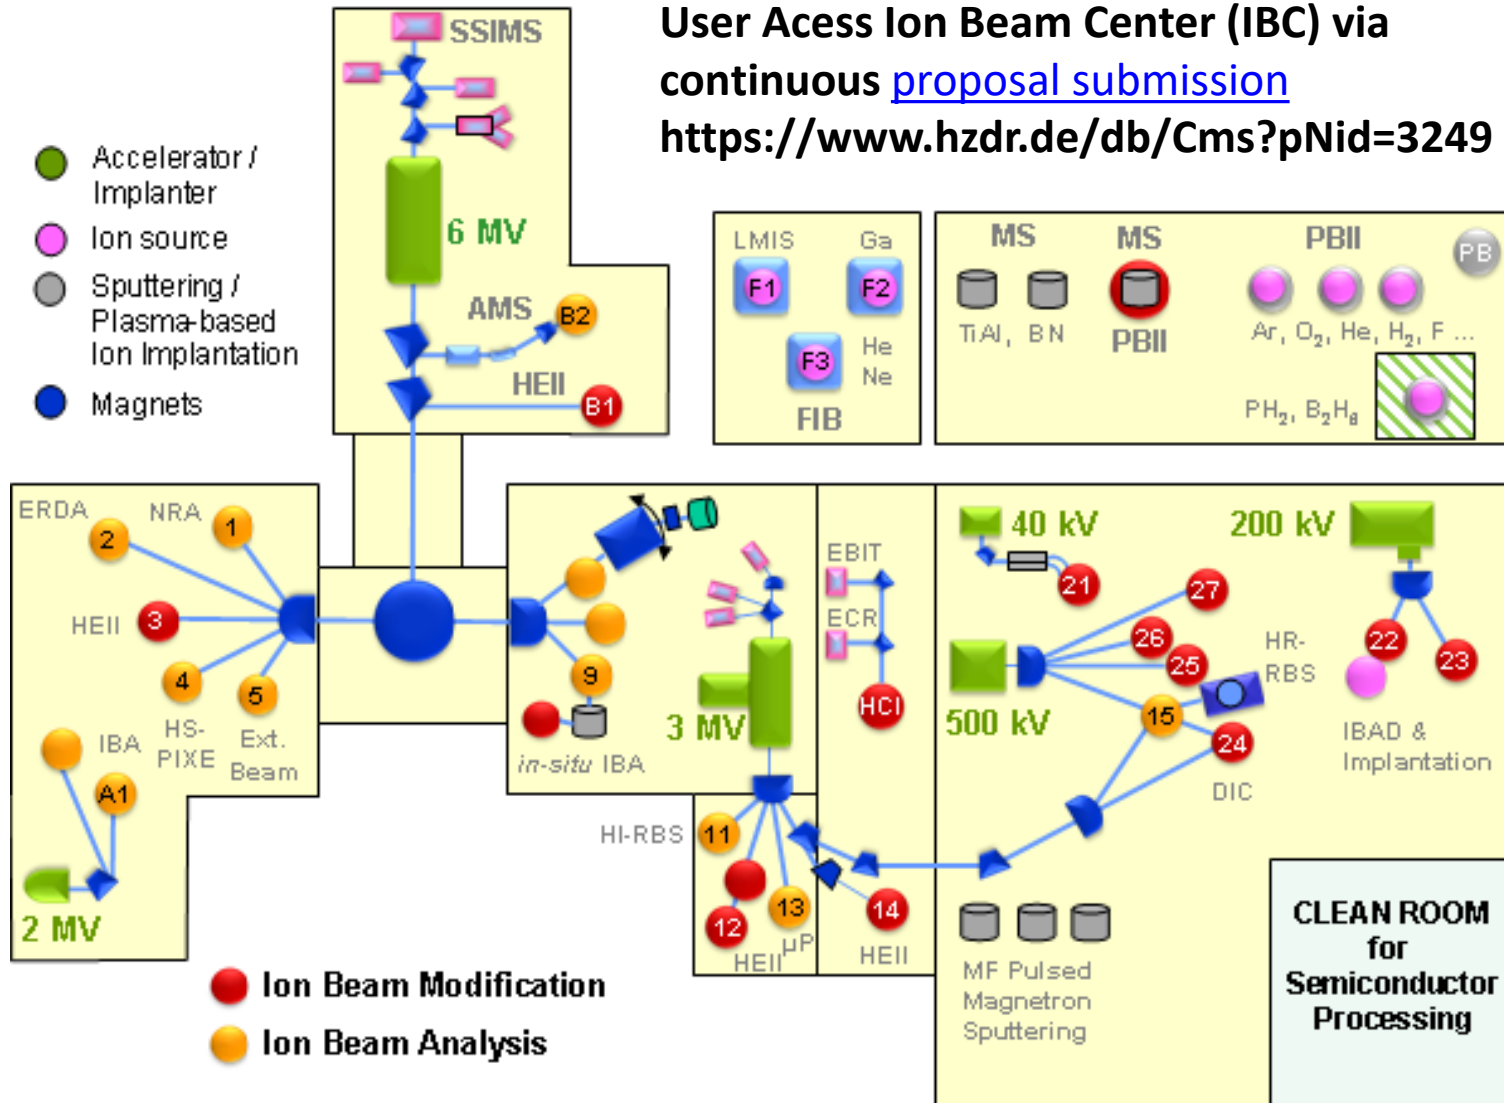 User Acess Ion Beam Center (IBC) via
continuous proposal submission
https://www.hzdr.de/db/Cms?pNid=3249
SSIMS
Accelerator /
Implanter
Ion source
Sputtering /
Plasma-based
Ion Implantation
Magnets
6 MV
AMS
B2
HEII
B1
LMIS
Ga
F1
F2
F3
He
Ne
FIB
MS
MS
PBII
PB
TiAl, BN
PBII
Ar, O₂, He, H₂, F ...
PH₂, B₂H₆
ERDA
NRA
2
1
HEII
3
4
5
HS-
PIXE
Ext.
Beam
IBA
A1
2 MV
9
in-situ IBA
3 MV
EBIT
ECR
HCI
40 kV
21
200 kV
27
26
25
22
23
HR-
RBS
500 kV
15
24
DIC
IBAD &
Implantation
HI-RBS
11
12
13
14
HEII
µP
HEII
MF Pulsed
Magnetron
Sputtering
CLEAN ROOM
for
Semiconductor
Processing
Ion Beam Modification
Ion Beam Analysis